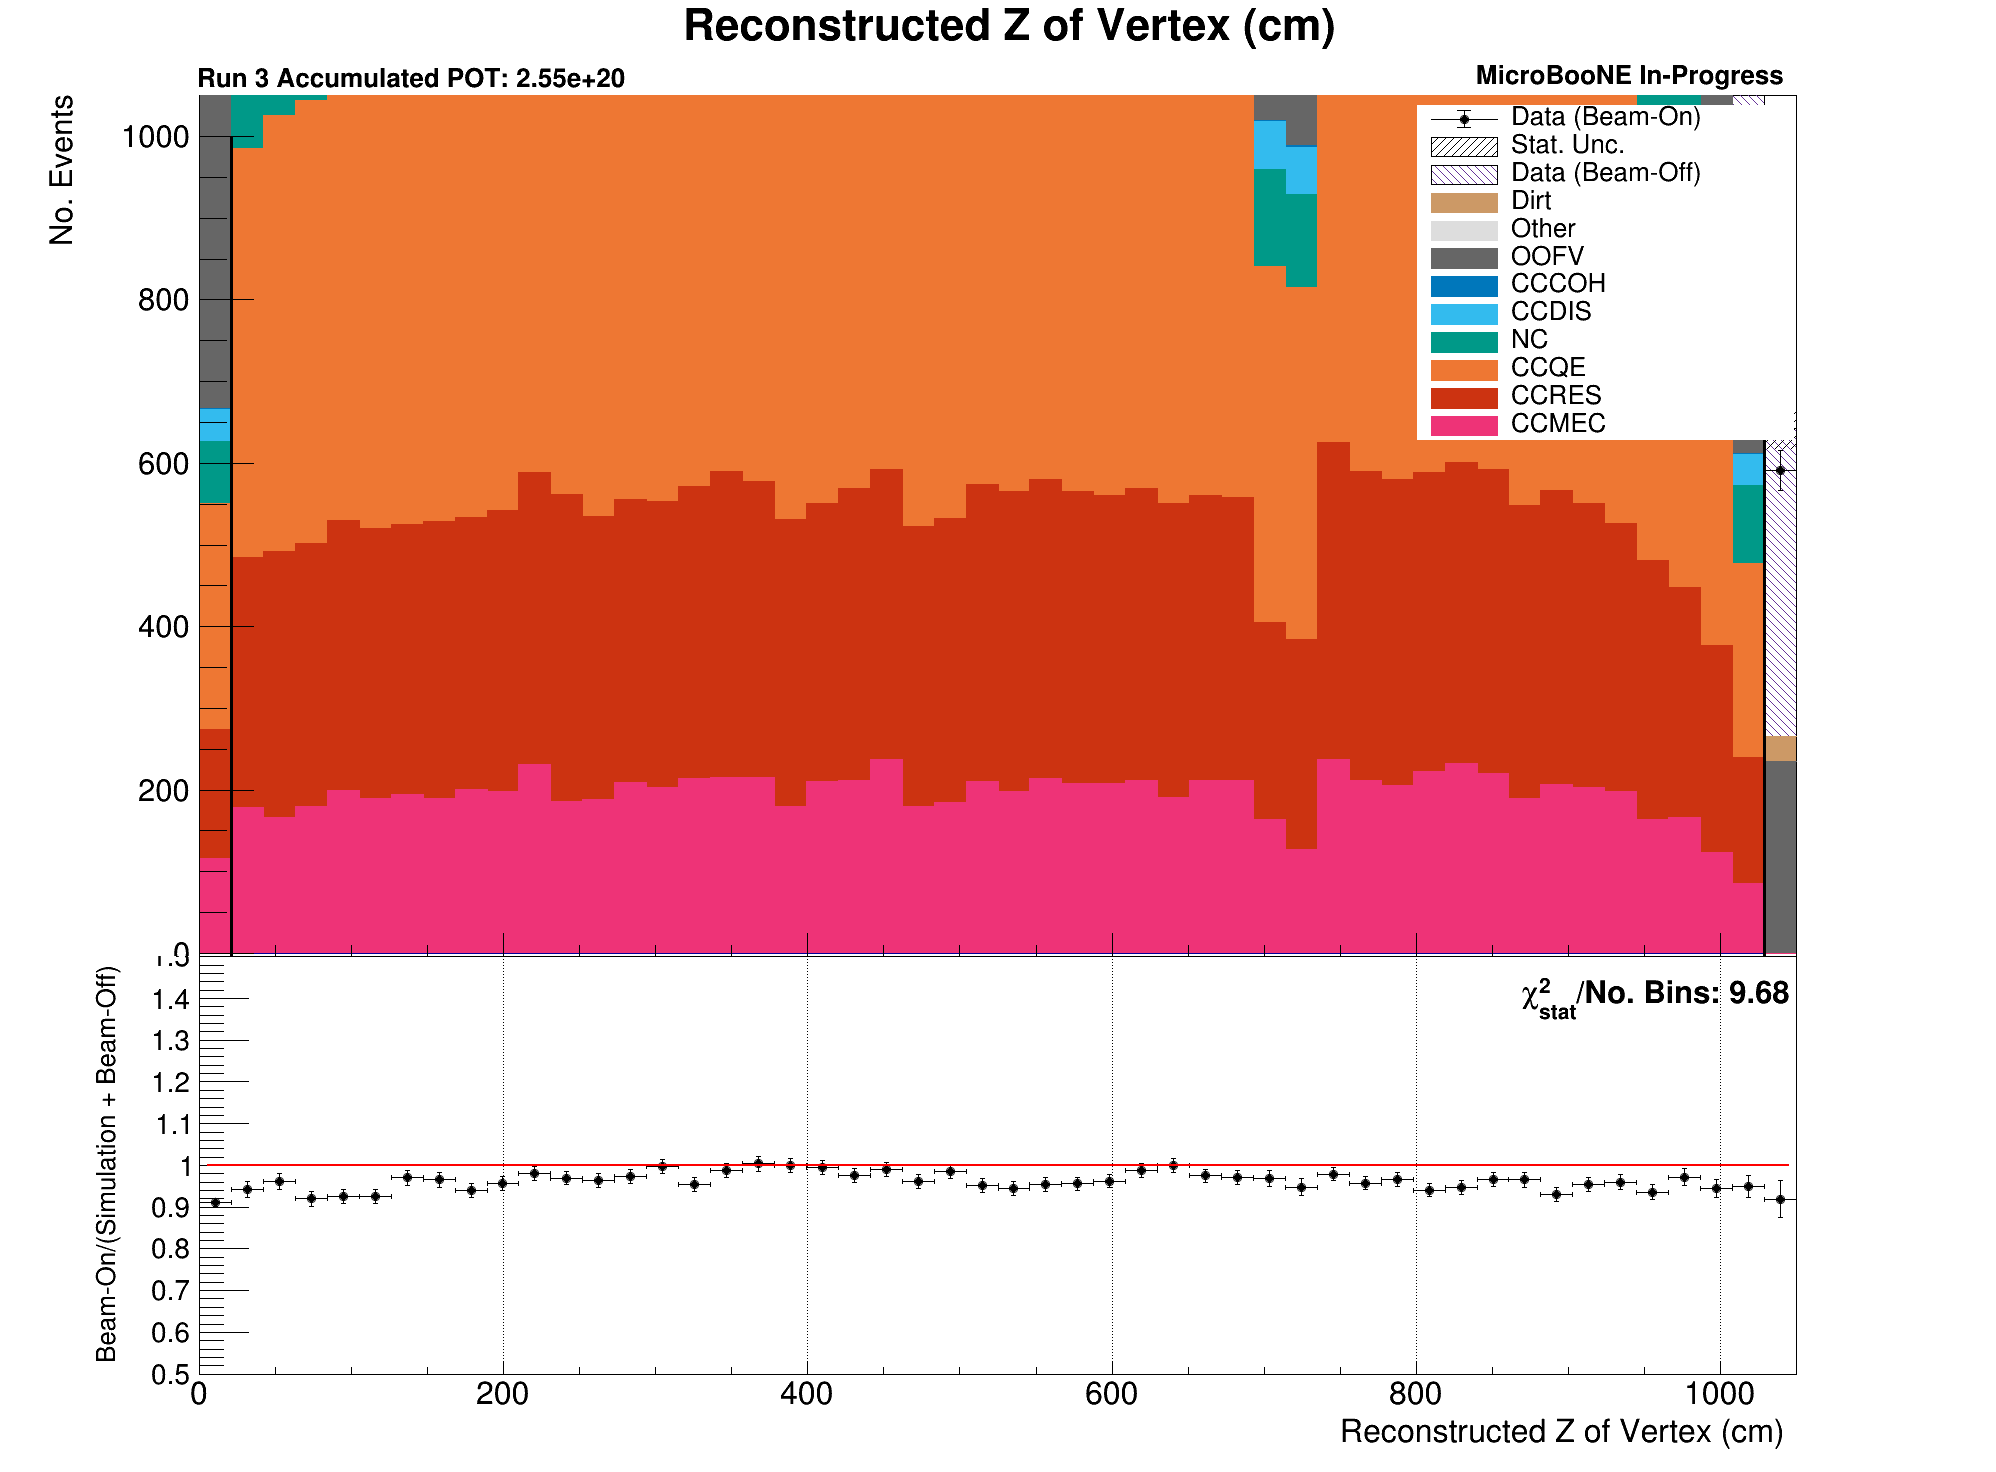 Reconstructed Z of Vertex (cm)
Run 3 Accumulated POT: 2.55e+20
MicroBooNE In-Progress
No. Events
1000
800
600
400
200
0
Data (Beam-On)
Stat. Unc.
Data (Beam-Off)
Dirt
Other
OOFV
CCCOH
CCDIS
NC
CCQE
CCRES
CCMEC
Beam-On/(Simulation + Beam-Off)
1.5
1.4
1.3
1.2
1.1
1
0.9
0.8
0.7
0.6
0.5
χ²stat/No. Bins: 9.68
0 200 400 600 800 1000
Reconstructed Z of Vertex (cm)